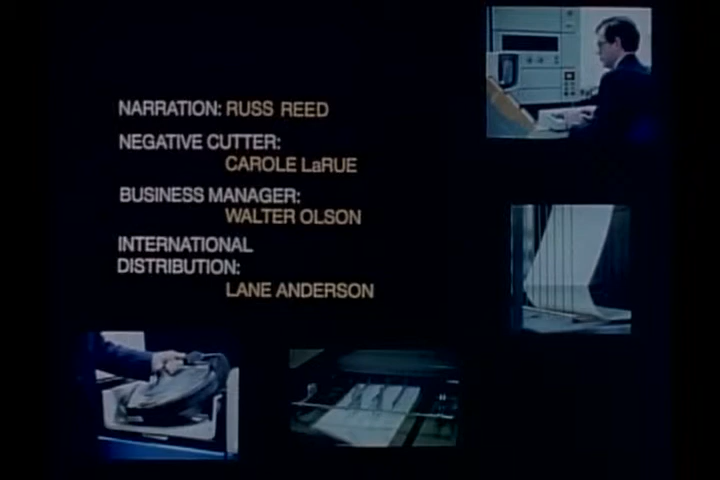 NARRATION: RUSS REED
NEGATIVE CUTTER:
CAROLE LaRUE
BUSINESS MANAGER:
WALTER OLSON
INTERNATIONAL
DISTRIBUTION:
LANE ANDERSON